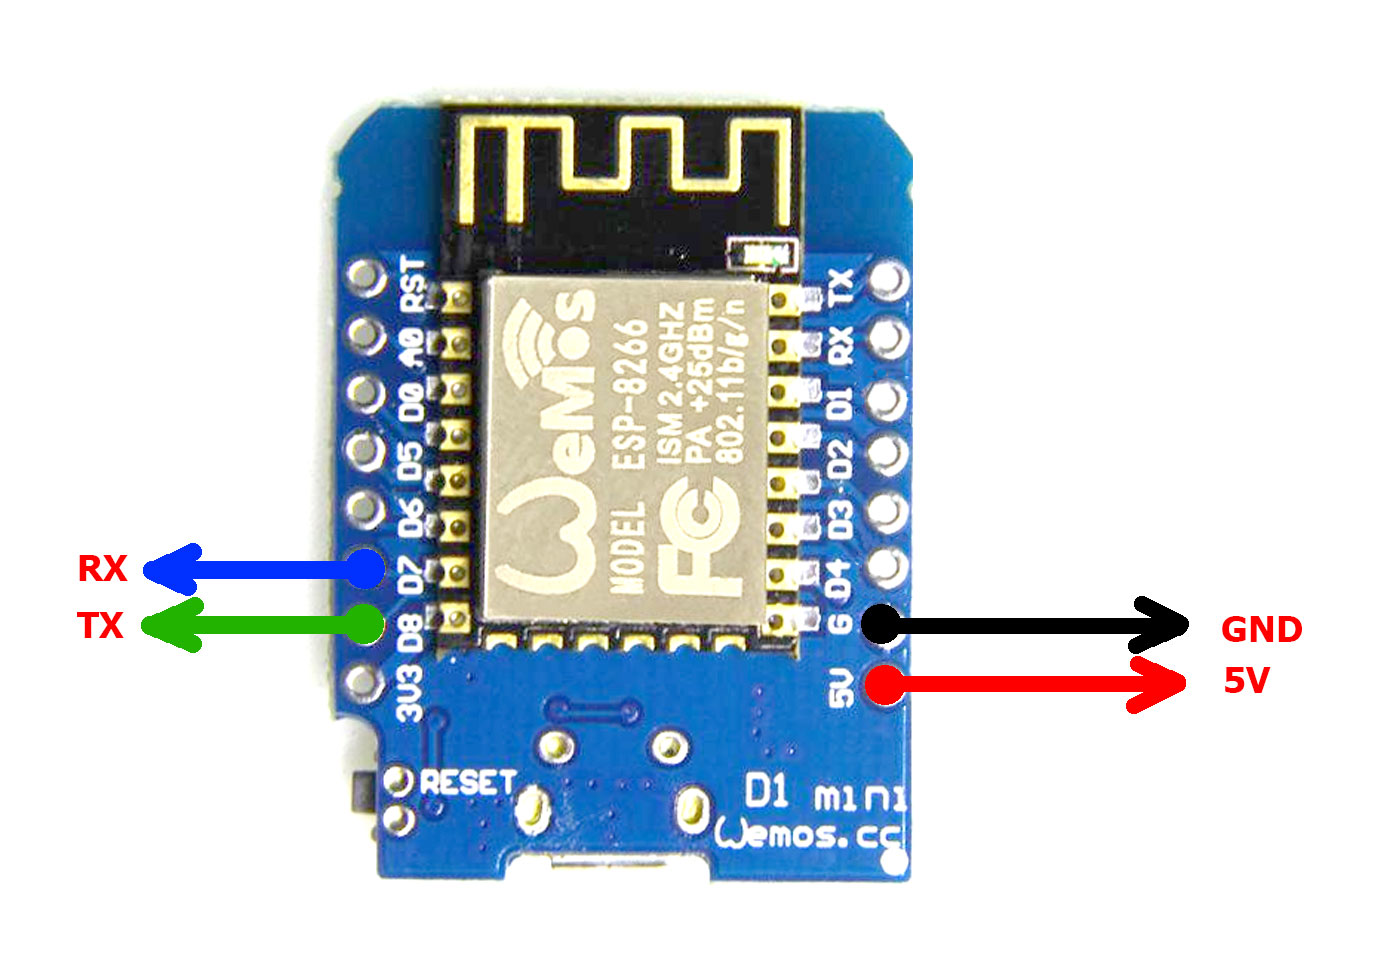 RST
A0
D0
D5
D6
D7
D8
3V3
TX
RX
D1
D2
D3
D4
G
5V
WeMos
MODEL ESP-8266
ISM 2.4GHZ
PA +25dBm
802.11b/g/n
FC
RX
TX
GND
5V
RESET
D1 mini
Wemos.cc